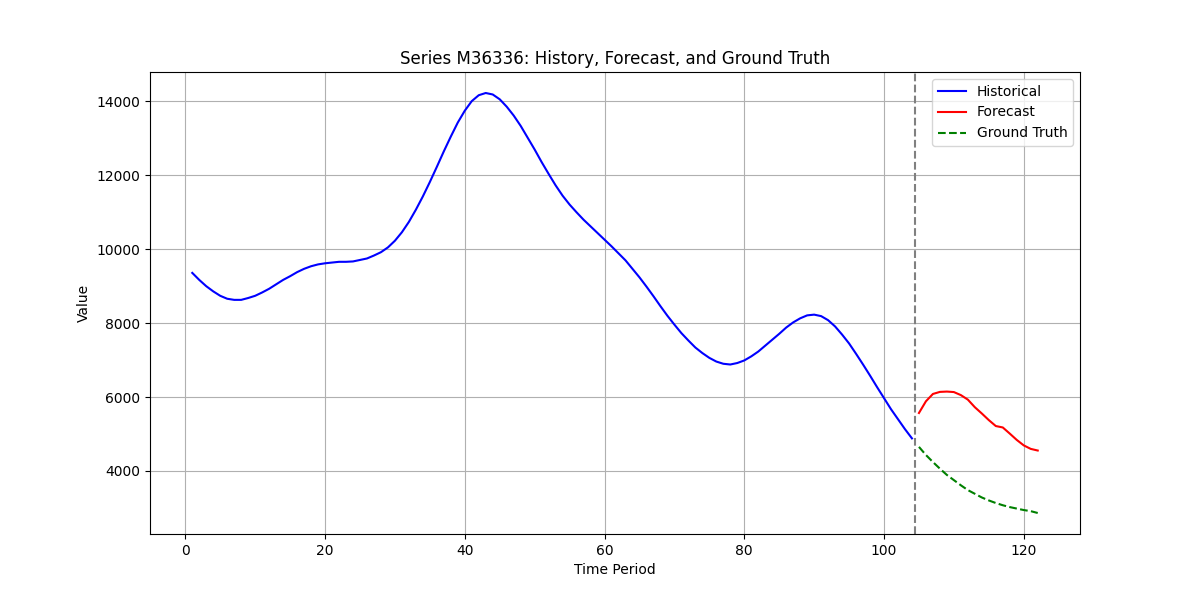 Series M36336: History, Forecast, and Ground Truth
Historical
Forecast
Ground Truth
14000
12000
10000
8000
6000
4000
Value
0
20
40
60
80
100
120
Time Period